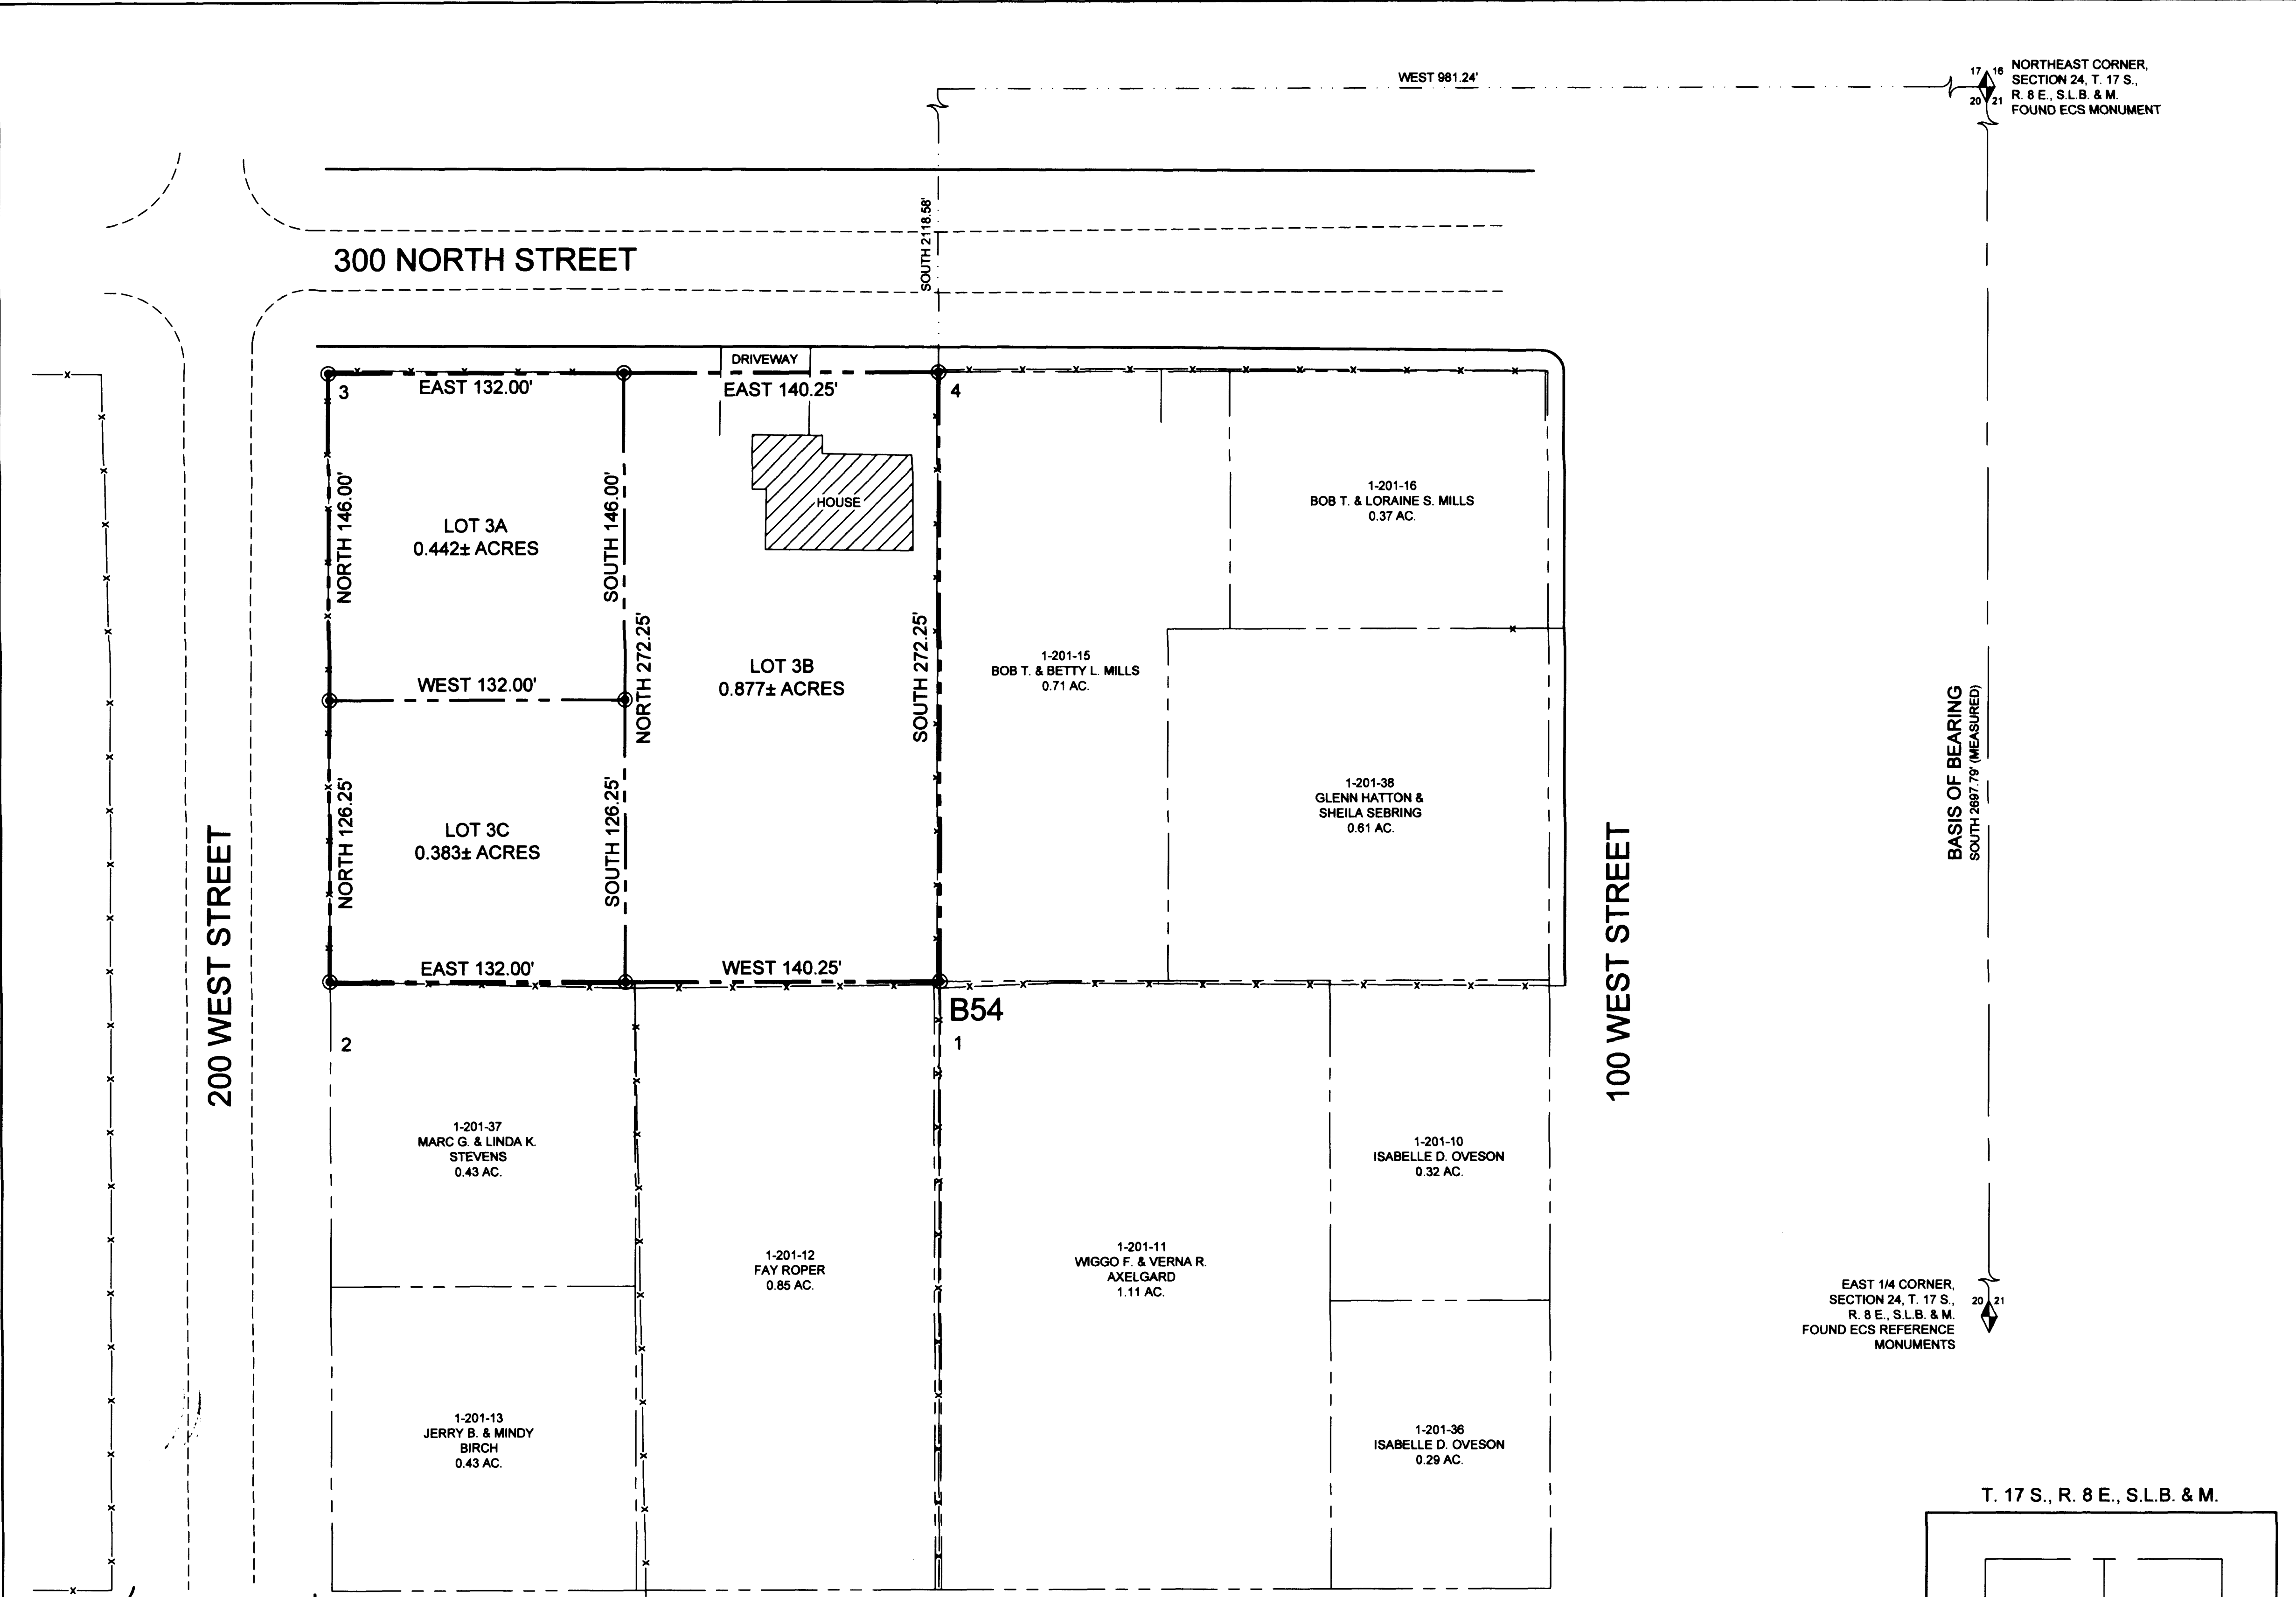 WEST 981.24'
17 16
20 21
NORTHEAST CORNER,
SECTION 24, T. 17 S.,
R. 8 E., S.L.B. & M.
FOUND ECS MONUMENT
SOUTH 2118.58'
300 NORTH STREET
DRIVEWAY
3
EAST 132.00'
EAST 140.25'
4
HOUSE
NORTH 146.00'
LOT 3A
0.442± ACRES
SOUTH 146.00'
1-201-16
BOB T. & LORAINE S. MILLS
0.37 AC.
WEST 132.00'
NORTH 272.25'
LOT 3B
0.877± ACRES
SOUTH 272.25'
1-201-15
BOB T. & BETTY L. MILLS
0.71 AC.
BASIS OF BEARING
SOUTH 2697.79' (MEASURED)
NORTH 126.25'
LOT 3C
0.383± ACRES
SOUTH 126.25'
1-201-38
GLENN HATTON &
SHEILA SEBRING
0.61 AC.
200 WEST STREET
100 WEST STREET
EAST 132.00'
WEST 140.25'
B54
2
1
1-201-37
MARC G. & LINDA K.
STEVENS
0.43 AC.
1-201-10
ISABELLE D. OVESON
0.32 AC.
1-201-12
FAY ROPER
0.85 AC.
1-201-11
WIGGO F. & VERNA R.
AXELGARD
1.11 AC.
EAST 1/4 CORNER,
SECTION 24, T. 17 S.,
R. 8 E., S.L.B. & M.
FOUND ECS REFERENCE
MONUMENTS
20 21
1-201-13
JERRY B. & MINDY
BIRCH
0.43 AC.
1-201-36
ISABELLE D. OVESON
0.29 AC.
T. 17 S., R. 8 E., S.L.B. & M.